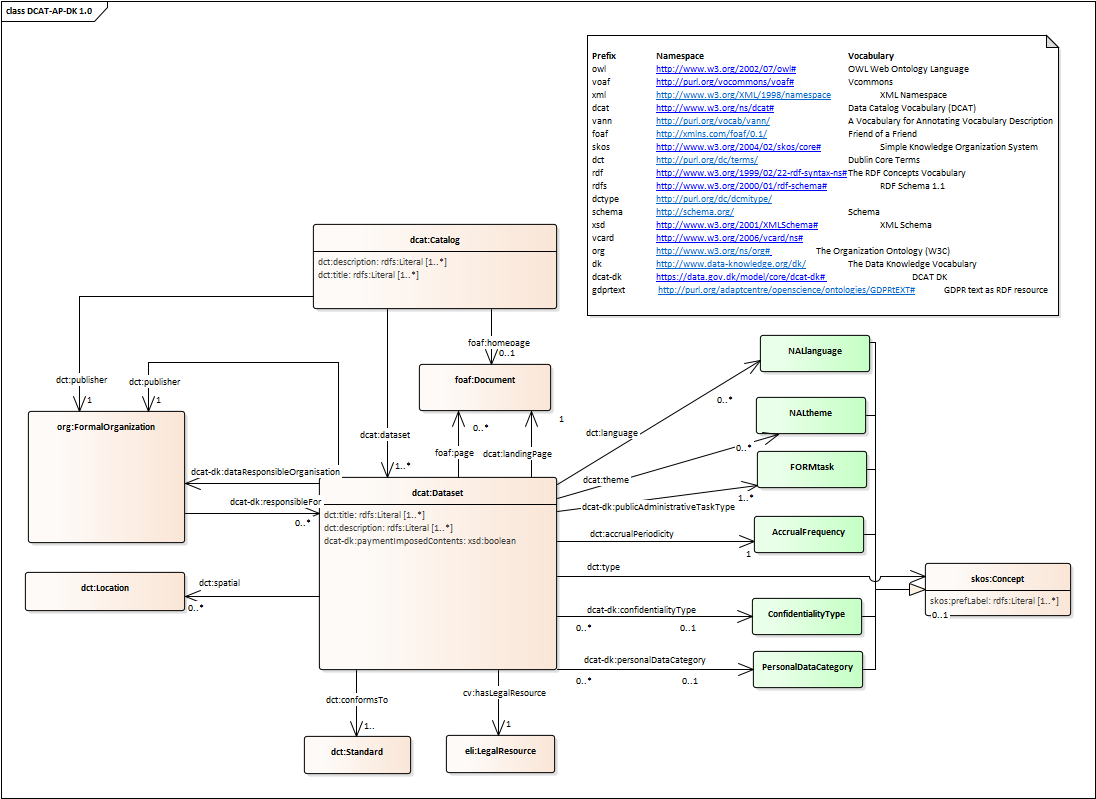 class DCAT-AP-DK 1.0
Prefix Namespace Vocabulary
owl http://www.w3.org/2002/07/owl# OWL Web Ontology Language
voaf http://purl.org/vocommons/voaf# Vcommons
xml http://www.w3.org/XML/1998/namespace XML Namespace
dcat http://www.w3.org/ns/dcat# Data Catalog Vocabulary (DCAT)
vann http://purl.org/vocab/vann/ A Vocabulary for Annotating Vocabulary Description
foaf http://xmlns.com/foaf/0.1/ Friend of a Friend
skos http://www.w3.org/2004/02/skos/core# Simple Knowledge Organization System
dct http://purl.org/dc/terms/ Dublin Core Terms
rdf http://www.w3.org/1999/02/22-rdf-syntax-ns# The RDF Concepts Vocabulary
rdfs http://www.w3.org/2000/01/rdf-schema# RDF Schema 1.1
dctype http://purl.org/dc/dcmitype/
schema http://schema.org/ Schema
xsd http://www.w3.org/2001/XMLSchema# XML Schema
vcard http://www.w3.org/2006/vcard/ns#
org http://www.w3.org/ns/org# The Organization Ontology (W3C)
dk http://www.data-knowledge.org/dk/ The Data Knowledge Vocabulary
dcat-dk https://data.gov.dk/model/core/dcat-dk# DCAT DK
gdprtext http://purl.org/adaptcentre/openscience/ontologies/GDPRtEXT# GDPR text as RDF resource
dcat:Catalog
dct:description: rdfs:Literal [1..*]
dct:title: rdfs:Literal [1..*]
foaf:homepage
0..1
NALlanguage
dct:publisher
/1
dct:publisher
/1
foaf:Document
0..*
NALtheme
org:FormalOrganization
0..*
1
dct:language
dcat:dataset
1..*
foaf:page
dcat:landingPage
0..*
FORMtask
dcat-dk:dataResponsibleOrganisation
dcat:theme
dcat:Dataset
1..*
dcat-dk:responsibleFor
0..*
dcat-dk:publicAdministrativeTaskType
dct:title: rdfs:Literal [1..*]
dct:description: rdfs:Literal [1..*]
dcat-dk:paymentImposedContents: xsd:boolean
dct:accrualPeriodicity
1
AccrualFrequency
dct:type
skos:Concept
skos:prefLabel: rdfs:Literal [1..*]
0..1
dct:Location
dct:spatial
0..*
dcat-dk:confidentialityType
0..*
0..1
ConfidentialityType
dcat-dk:personalDataCategory
0..*
0..1
PersonalDataCategory
dct:conformsTo
1..
cv:hasLegalResource
1
dct:Standard
eli:LegalResource